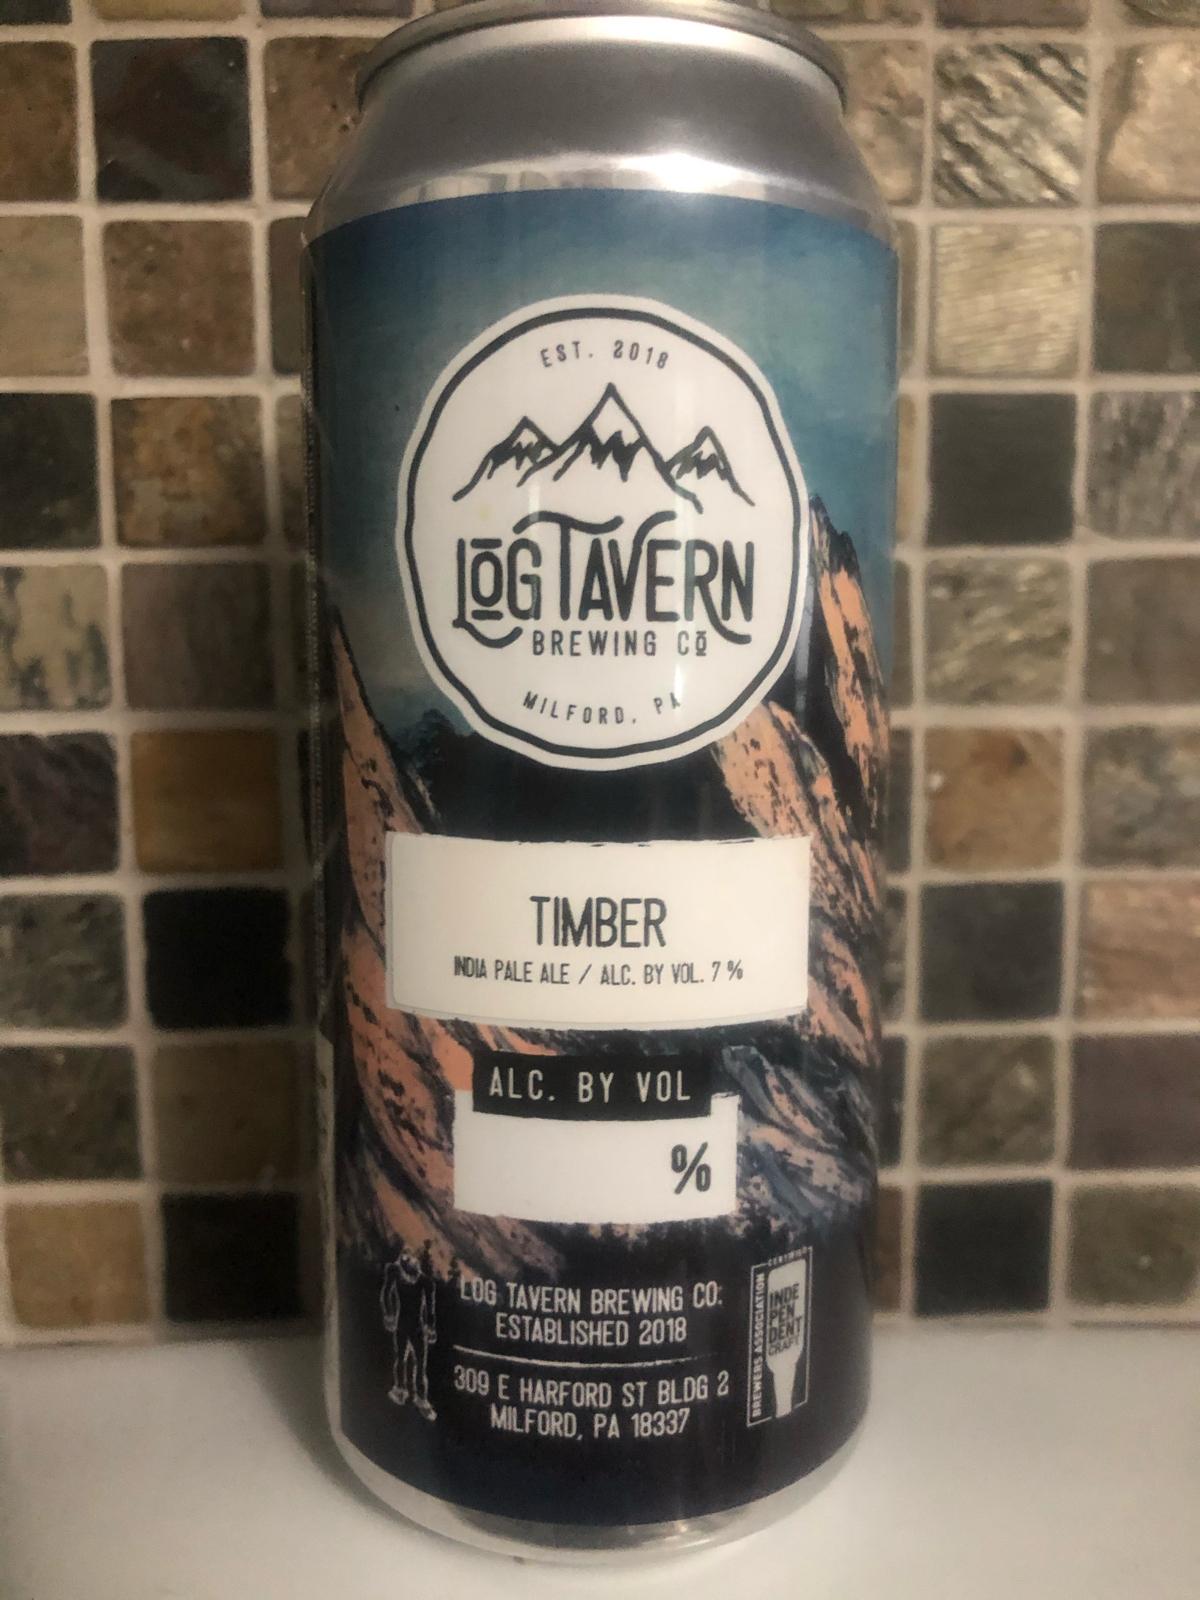 EST. 2018
LOG TAVERN
BREWING CO
MILFORD, PA
TIMBER
INDIA PALE ALE / ALC. BY VOL. 7 %
ALC. BY VOL
%
LOG TAVERN BREWING CO.
ESTABLISHED 2018
309 E HARFORD ST BLDG 2
MILFORD, PA 18337
BREWERS ASSOCIATION
CERTIFIED
INDE
PEN
DENT
CRAFT